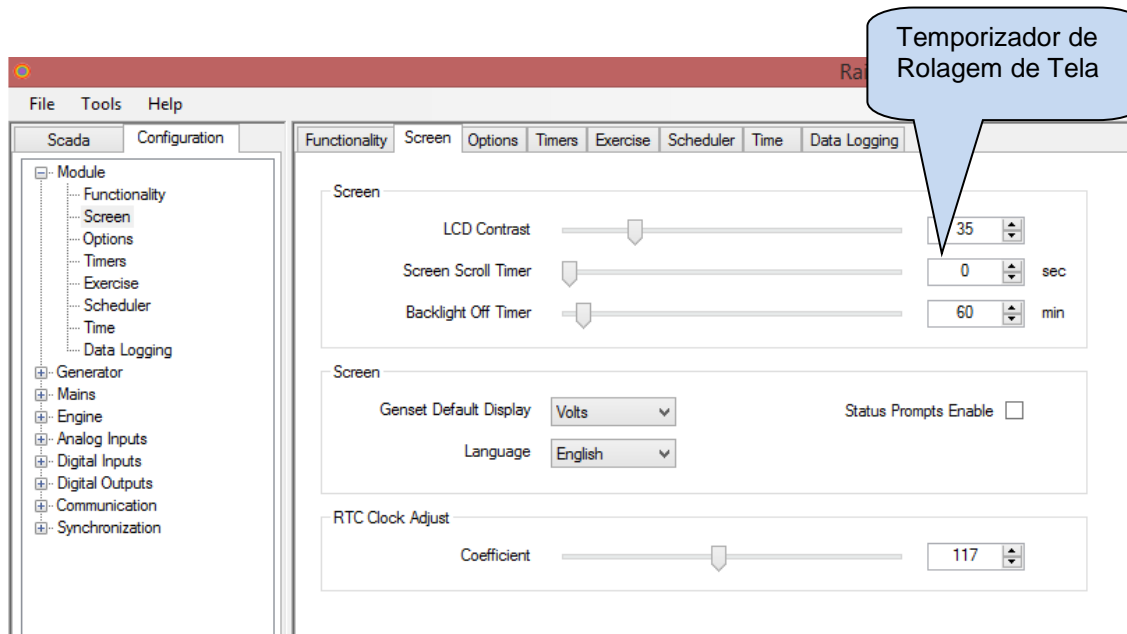 Temporizador de
Rolagem de Tela
Rai
File Tools Help
Scada Configuration
Functionality Screen Options Timers Exercise Scheduler Time Data Logging
Module
Functionality
Screen
Options
Timers
Exercise
Scheduler
Time
Data Logging
Generator
Mains
Engine
Analog Inputs
Digital Inputs
Digital Outputs
Communication
Synchronization
Screen
LCD Contrast 35
Screen Scroll Timer 0 sec
Backlight Off Timer 60 min
Screen
Genset Default Display Volts Status Prompts Enable
Language English
RTC Clock Adjust
Coefficient 117